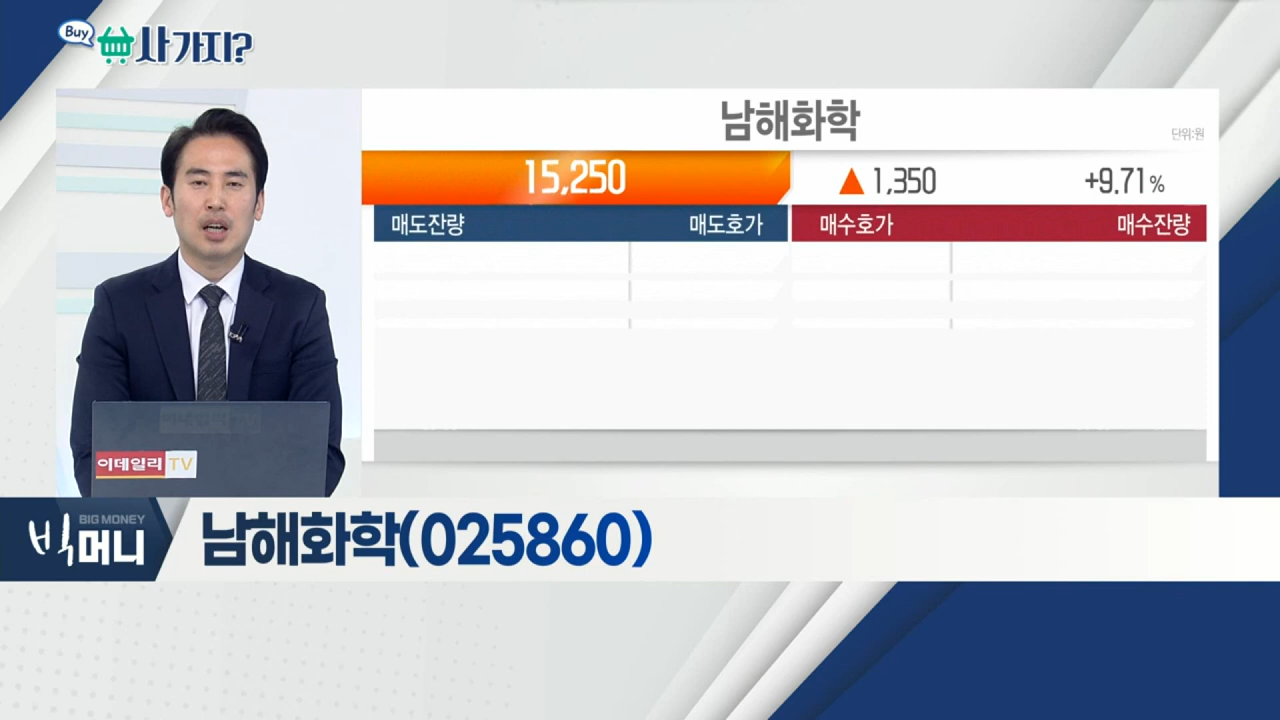 Buy 사가지?
남해화학
단위:원
15,250 ▲ 1,350 +9.71%
매도잔량 매도호가 매수호가 매수잔량
이데일리 TV
BIG MONEY
빅머니
남해화학(025860)